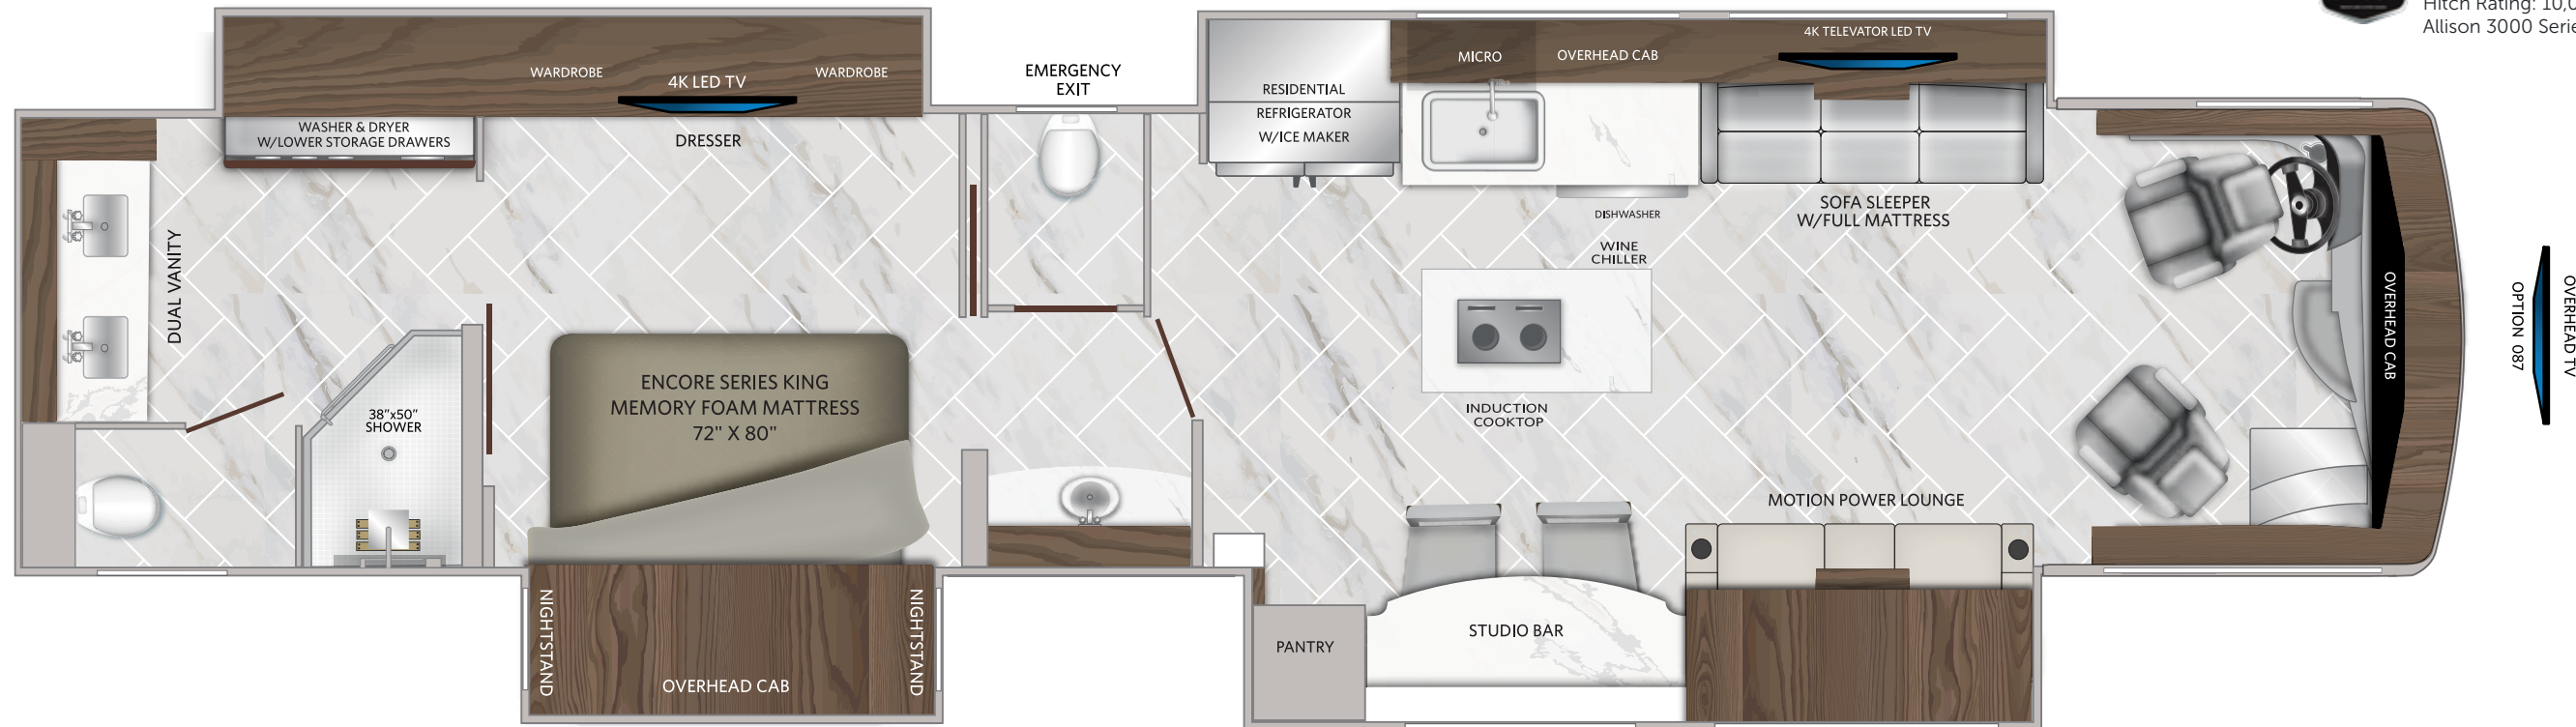 Hitch Rating: 10,0
Allison 3000 Serie
WARDROBE
4K LED TV
WARDROBE
EMERGENCY
EXIT
RESIDENTIAL
REFRIGERATOR
W/ICE MAKER
MICRO
OVERHEAD CAB
4K TELEVATOR LED TV
WASHER & DRYER
W/LOWER STORAGE DRAWERS
DRESSER
DISHWASHER
SOFA SLEEPER
W/FULL MATTRESS
WINE
CHILLER
DUAL VANITY
38"x50"
SHOWER
ENCORE SERIES KING
MEMORY FOAM MATTRESS
72" X 80"
INDUCTION
COOKTOP
OVERHEAD CAB
OVERHEAD TV
OPTION 087
MOTION POWER LOUNGE
NIGHTSTAND
OVERHEAD CAB
NIGHTSTAND
PANTRY
STUDIO BAR